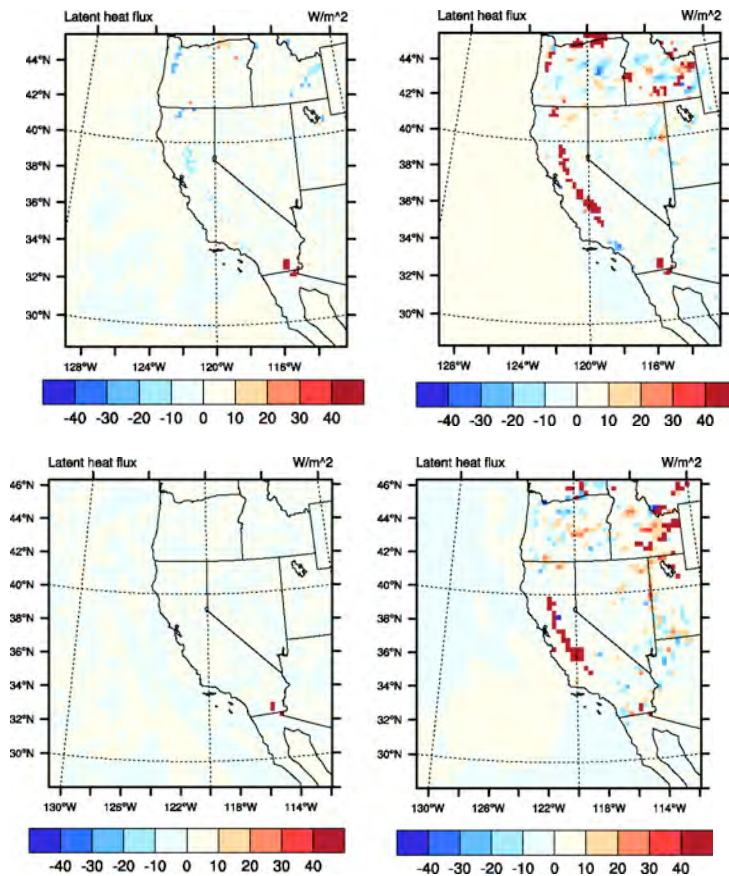 Latent heat flux W/m^2
44°N
42°N
40°N
38°N
36°N
34°N
32°N
30°N
128°W 124°W 120°W 116°W
-40 -30 -20 -10 0 10 20 30 40
Latent heat flux W/m^2
44°N
42°N
40°N
38°N
36°N
34°N
32°N
30°N
128°W 124°W 120°W 116°W
-40 -30 -20 -10 0 10 20 30 40
Latent heat flux W/m^2
46°N
44°N
42°N
40°N
38°N
36°N
34°N
32°N
30°N
130°W 126°W 122°W 118°W 114°W
-40 -30 -20 -10 0 10 20 30 40
Latent heat flux W/m^2
46°N
44°N
42°N
40°N
38°N
36°N
34°N
32°N
30°N
130°W 126°W 122°W 118°W 114°W
-40 -30 -20 -10 0 10 20 30 40